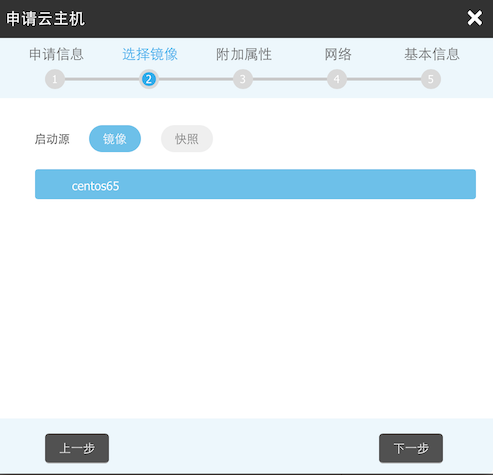 申请云主机
申请信息 选择镜像 附加属性 网络 基本信息
1 2 3 4 5
启动源 镜像 快照
centos65
上一步 下一步